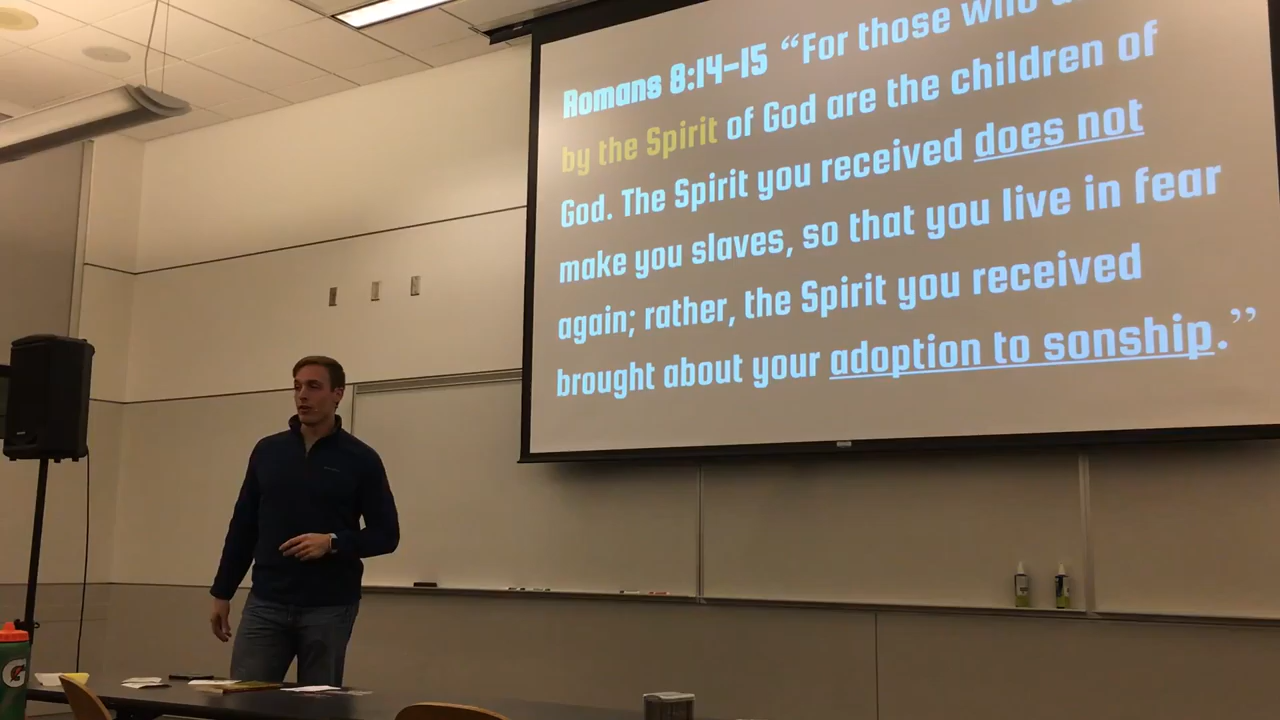 Romans 8:14-15 “For those who
by the Spirit of God are the children of
God. The Spirit you received does not
make you slaves, so that you live in fear
again; rather, the Spirit you received
brought about your adoption to sonship.”
G